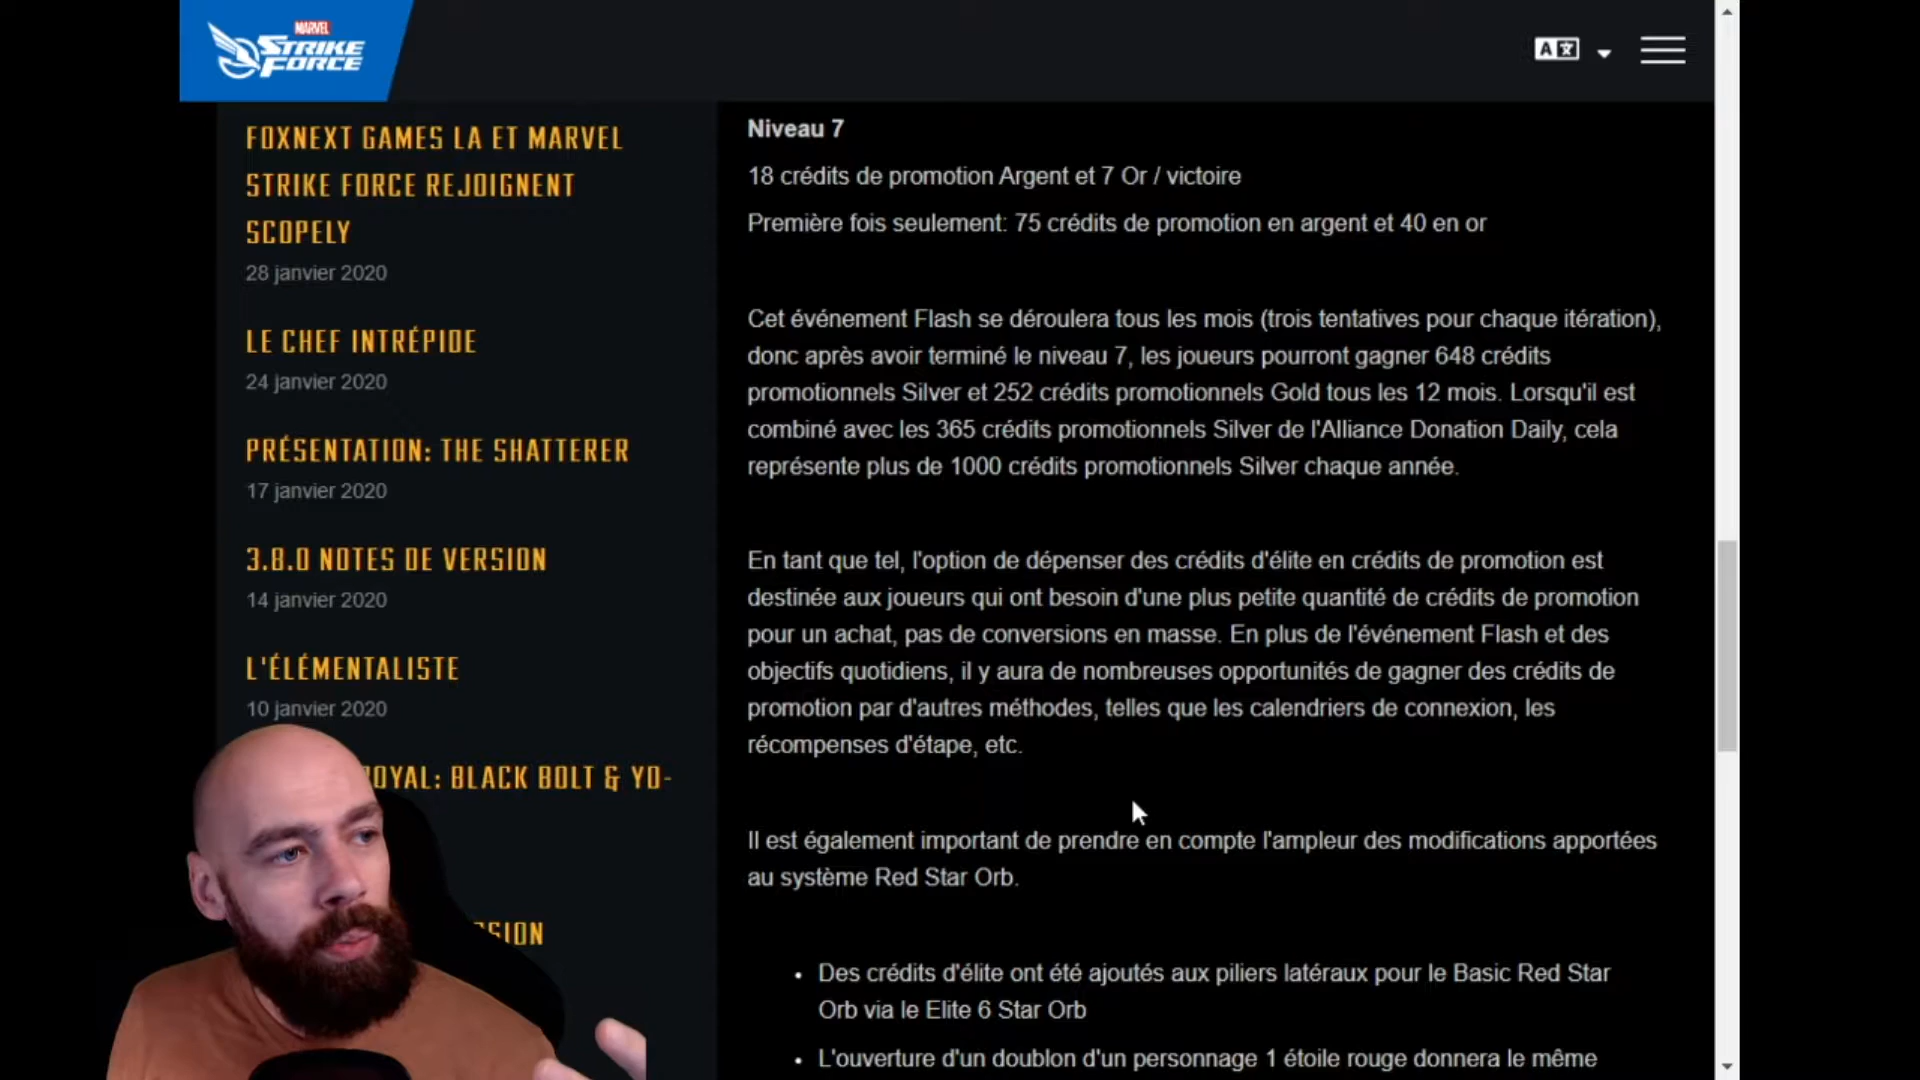 MARVEL
STRIKE
FORCE
A
FOXNEXT GAMES LA ET MARVEL
STRIKE FORCE REJOIGNENT
SCOPELY
28 janvier 2020
LE CHEF INTRÉPIDE
24 janvier 2020
PRÉSENTATION: THE SHATTERER
17 janvier 2020
3.8.0 NOTES DE VERSION
14 janvier 2020
L'ÉLÉMENTALISTE
10 janvier 2020
OYAL: BLACK BOLT & YO-
SION
Niveau 7
18 crédits de promotion Argent et 7 Or / victoire
Première fois seulement: 75 crédits de promotion en argent et 40 en or
Cet événement Flash se déroulera tous les mois (trois tentatives pour chaque itération),
donc après avoir terminé le niveau 7, les joueurs pourront gagner 648 crédits
promotionnels Silver et 252 crédits promotionnels Gold tous les 12 mois. Lorsqu'il est
combiné avec les 365 crédits promotionnels Silver de l'Alliance Donation Daily, cela
représente plus de 1000 crédits promotionnels Silver chaque année.
En tant que tel, l'option de dépenser des crédits d'élite en crédits de promotion est
destinée aux joueurs qui ont besoin d'une plus petite quantité de crédits de promotion
pour un achat, pas de conversions en masse. En plus de l'événement Flash et des
objectifs quotidiens, il y aura de nombreuses opportunités de gagner des crédits de
promotion par d'autres méthodes, telles que les calendriers de connexion, les
récompenses d'étape, etc.
Il est également important de prendre en compte l'ampleur des modifications apportées
au système Red Star Orb.
• Des crédits d'élite ont été ajoutés aux piliers latéraux pour le Basic Red Star
Orb via le Elite 6 Star Orb
• L'ouverture d'un doublon d'un personnage 1 étoile rouge donnera le même